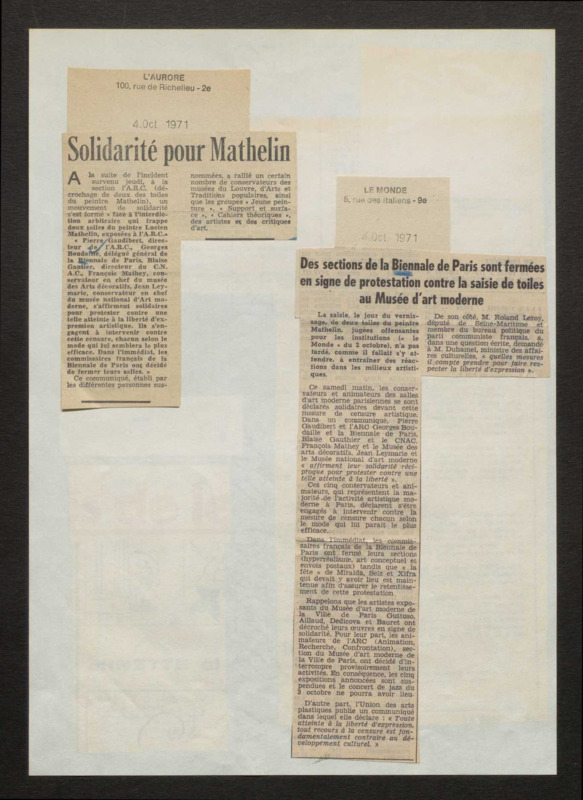 L'AURORE
100, rue de Richelieu - 2e
4.Oct 1971
Solidarité pour Mathelin
A la suite de l'incident
survenu jeudi, à la
section l'A.R.C. (dé-
crochage de deux des toiles
du peintre Mathelin), un
mouvement de solidarité
s'est formé « face à l'interdic-
tion arbitraire qui frappe
deux toiles du peintre Lucien
Mathelin, exposées à l'A.R.C.»
« Pierre Gaudibert, direc-
teur de l'A.R.C., Georges
Boudaille, délégué général de
la Biennale de Paris, Blaise
Gautier, directeur du C.N.
A.C., François Mathey, con-
servateur en chef du musée
des Arts décoratifs, Jean Ley-
marie, conservateur en chef
du musée national d'Art mo-
derne, s'affirment solidaires
pour protester contre une
telle atteinte à la liberté d'ex-
pression artistique. Ils s'en-
gagent à intervenir contre
cette censure, chacun selon le
mode qui lui semblera le plus
efficace. Dans l'immédiat, les
commissaires français de la
Biennale de Paris ont décidé
de fermer leurs salles. »
Ce communiqué, établi par
les différentes personnes sus-
nommées, a rallié un certain
nombre de conservateurs des
musées du Louvre, d'Arts et
Traditions populaires, ainsi
que les groupes « Jeune pein-
ture », « Support et surfa-
ce », « Cahiers théoriques »,
des artistes et des critiques
d'art.
LE MONDE
5, rue des Italiens - 9e
4.Oct 1971
Des sections de la Biennale de Paris sont fermées
en signe de protestation contre la saisie de toiles
au Musée d'art moderne
La saisie, le jour du vernis-
sage, de deux toiles du peintre
Mathelin, jugées offensantes
pour les institutions (« le
Monde » du 2 octobre), n'a pas
tardé, comme il fallait s'y at-
tendre, à entraîner des réac-
tions dans les milieux artisti-
ques.
Ce samedi matin, les conser-
vateurs et animateurs des salles
d'art moderne parisiennes se sont
déclarés solidaires devant cette
mesure de censure artistique.
Dans un communiqué, Pierre
Gaudibert et l'ARC Georges Bou-
daille et la Biennale de Paris,
Blaise Gauthier et le CNAC,
François Mathey et le Musée des
arts décoratifs, Jean Leymarie et
le Musée national d'art moderne
« affirment leur solidarité réci-
proque pour protester contre une
telle atteinte à la liberté ».
Ces cinq conservateurs et ani-
mateurs, qui représentent la ma-
jorité de l'activité artistique mo-
derne à Paris, déclarent s'être
engagés à intervenir contre la
mesure de censure chacun selon
le mode qui lui paraît le plus
efficace.
Dans l'immédiat, les commis-
saires français de la Biennale de
Paris ont fermé leurs sections
(hyperréalisme, art conceptuel et
envois postaux) tandis que « la
fête » de Miralda, Selz et Xifra
qui devait y avoir lieu est main-
tenue afin d'assurer le retentisse-
ment de cette protestation.
Rappelons que les artistes expo-
sants du Musée d'art moderne de
la Ville de Paris Guttuso,
Aillaud, Dédicova et Bauret ont
décroché leurs œuvres en signe de
solidarité. Pour leur part, les ani-
mateurs de l'ARC (Animation,
Recherche, Confrontation), sec-
tion du Musée d'art moderne de
la Ville de Paris, ont décidé d'in-
terrompre provisoirement leurs
activités. En conséquence, les cinq
expositions annoncées sont sus-
pendues et le concert de jazz du
3 octobre ne pourra avoir lieu.
D'autre part, l'Union des arts
plastiques publie un communiqué
dans lequel elle déclare : « Toute
atteinte à la liberté d'expression,
tout recours à la censure est fon-
damentalement contraire au dé-
veloppement culturel. »
De son côté, M. Roland Leroy,
député de Seine-Maritime et
membre du bureau politique du
parti communiste français, a,
dans une question écrite, demandé
à M. Duhamel, ministre des affai-
res culturelles, « quelles mesures
il compte prendre pour faire res-
pecter la liberté d'expression ».